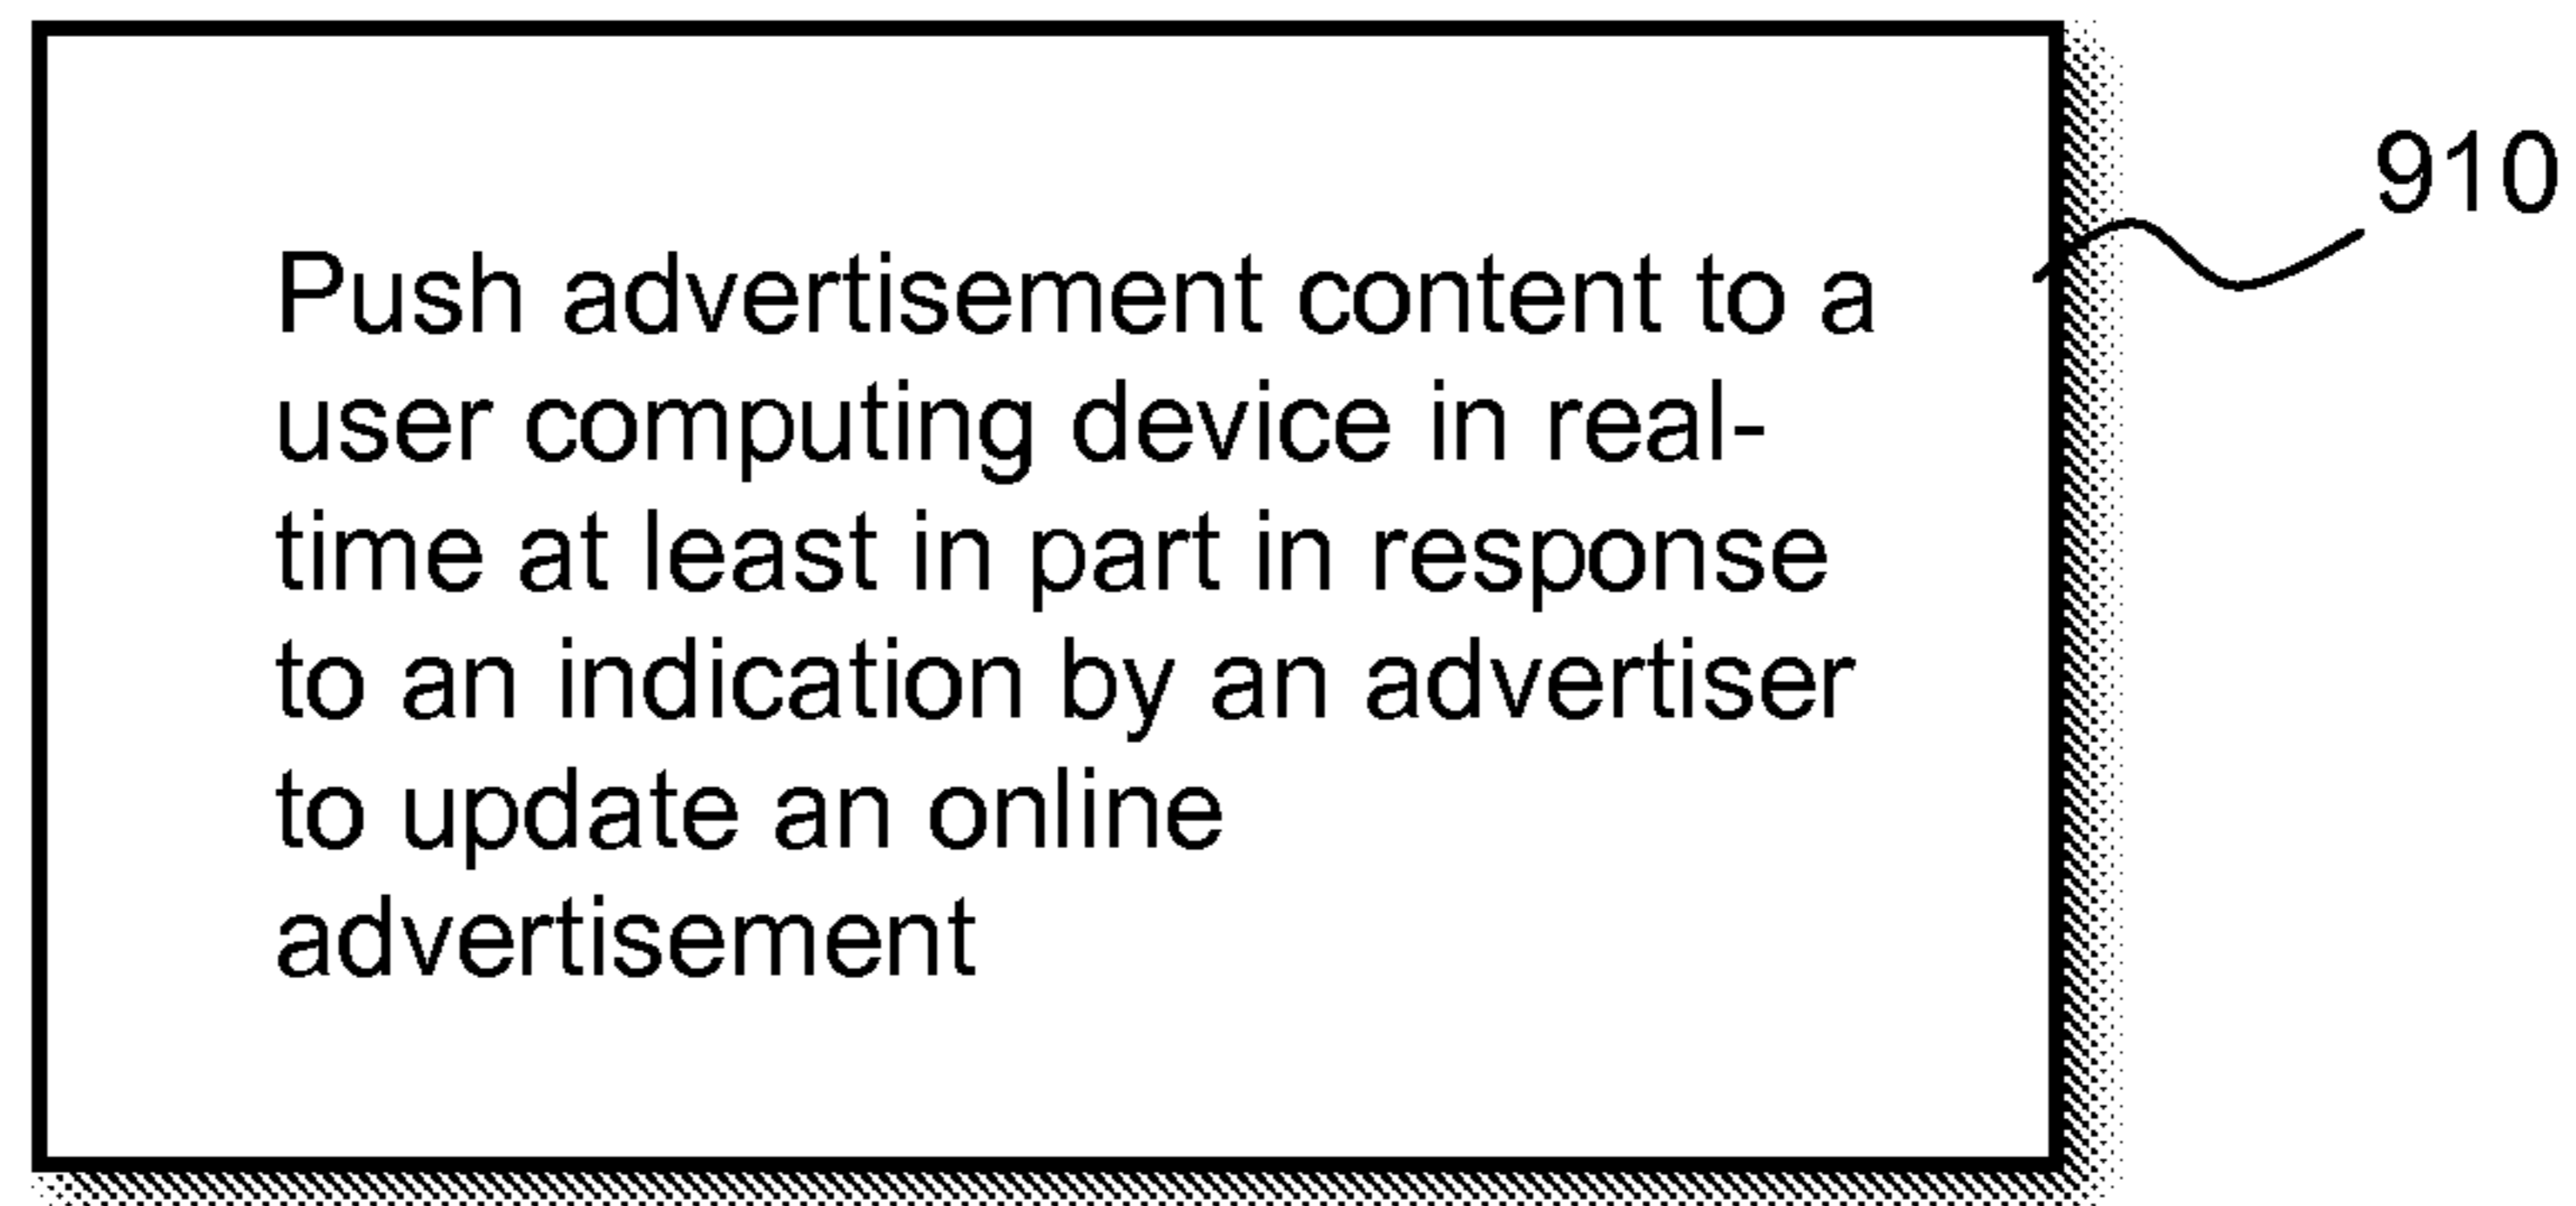 910
Push advertisement content to a
user computing device in real-
time at least in part in response
to an indication by an advertiser
to update an online
advertisement